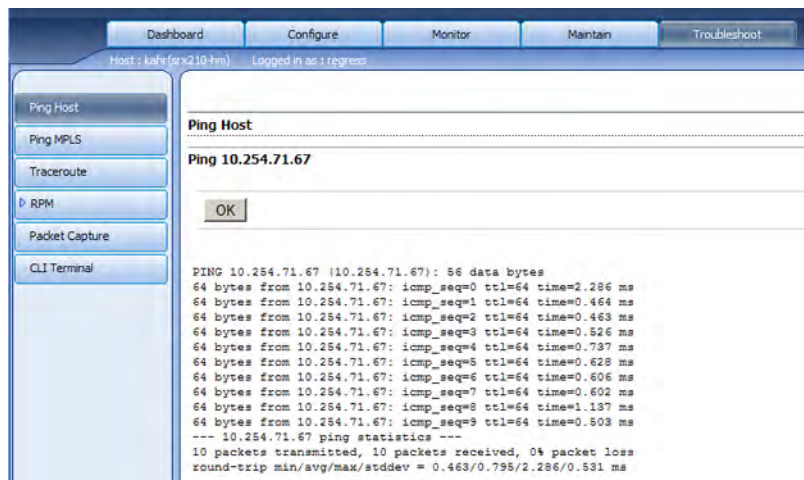 Dashboard
Configure
Monitor
Maintain
Troubleshoot
Host : kahr(srx210-hm) Logged in as : regress
Ping Host
Ping MPLS
Traceroute
RPM
Packet Capture
CLI Terminal
Ping Host
Ping 10.254.71.67
OK
PING 10.254.71.67 (10.254.71.67): 56 data bytes
64 bytes from 10.254.71.67: icmp_seq=0 ttl=64 time=2.286 ms
64 bytes from 10.254.71.67: icmp_seq=1 ttl=64 time=0.464 ms
64 bytes from 10.254.71.67: icmp_seq=2 ttl=64 time=0.463 ms
64 bytes from 10.254.71.67: icmp_seq=3 ttl=64 time=0.526 ms
64 bytes from 10.254.71.67: icmp_seq=4 ttl=64 time=0.737 ms
64 bytes from 10.254.71.67: icmp_seq=5 ttl=64 time=0.628 ms
64 bytes from 10.254.71.67: icmp_seq=6 ttl=64 time=0.606 ms
64 bytes from 10.254.71.67: icmp_seq=7 ttl=64 time=0.602 ms
64 bytes from 10.254.71.67: icmp_seq=8 ttl=64 time=1.137 ms
64 bytes from 10.254.71.67: icmp_seq=9 ttl=64 time=0.503 ms
--- 10.254.71.67 ping statistics ---
10 packets transmitted, 10 packets received, 0% packet loss
round-trip min/avg/max/stddev = 0.463/0.795/2.286/0.531 ms